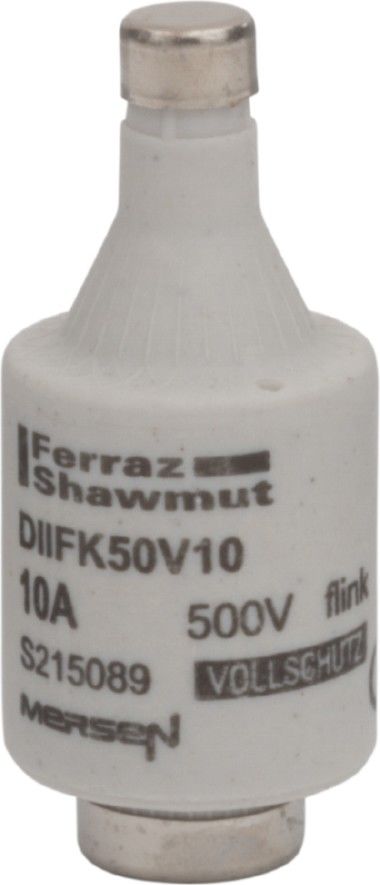 Ferraz
Shawmut
DIIFK50V10
10A 500V flink
S215089 VOLLSCHUTZ
MERSEN